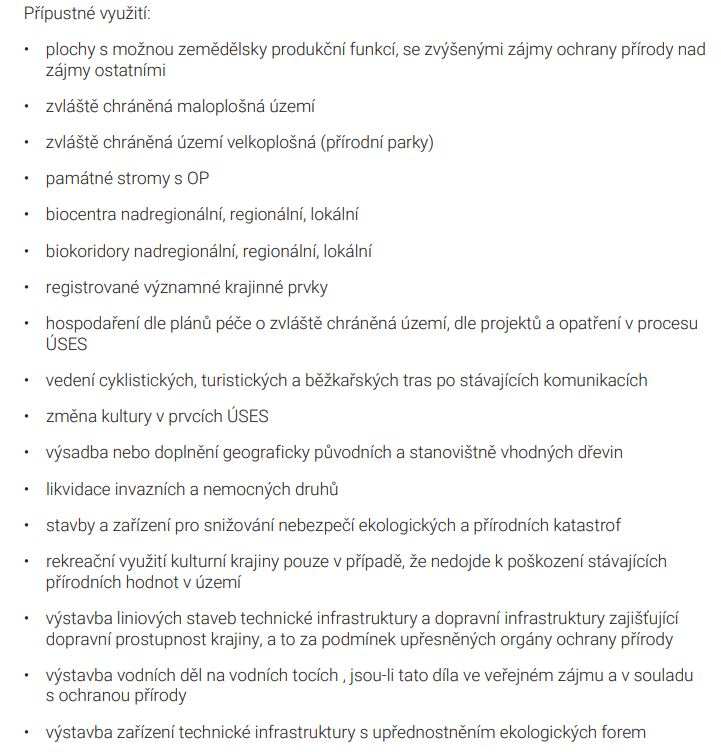 Přípustné využití:
• plochy s možnou zemědělsky produkční funkcí, se zvýšenými zájmy ochrany přírody nad
zájmy ostatními
• zvláště chráněná maloplošná území
• zvláště chráněná území velkoplošná (přírodní parky)
• památné stromy s OP
• biocentra nadregionální, regionální, lokální
• biokoridory nadregionální, regionální, lokální
• registrované významné krajinné prvky
• hospodaření dle plánů péče o zvláště chráněná území, dle projektů a opatření v procesu
ÚSES
• vedení cyklistických, turistických a běžkařských tras po stávajících komunikacích
• změna kultury v prvcích ÚSES
• výsadba nebo doplnění geograficky původních a stanovištně vhodných dřevin
• likvidace invazních a nemocných druhů
• stavby a zařízení pro snižování nebezpečí ekologických a přírodních katastrof
• rekreační využití kulturní krajiny pouze v případě, že nedojde k poškození stávajících
přírodních hodnot v území
• výstavba liniových staveb technické infrastruktury a dopravní infrastruktury zajišťující
dopravní prostupnost krajiny, a to za podmínek upřesněných orgány ochrany přírody
• výstavba vodních děl na vodních tocích , jsou-li tato díla ve veřejném zájmu a v souladu
s ochranou přírody
• výstavba zařízení technické infrastruktury s upřednostněním ekologických forem